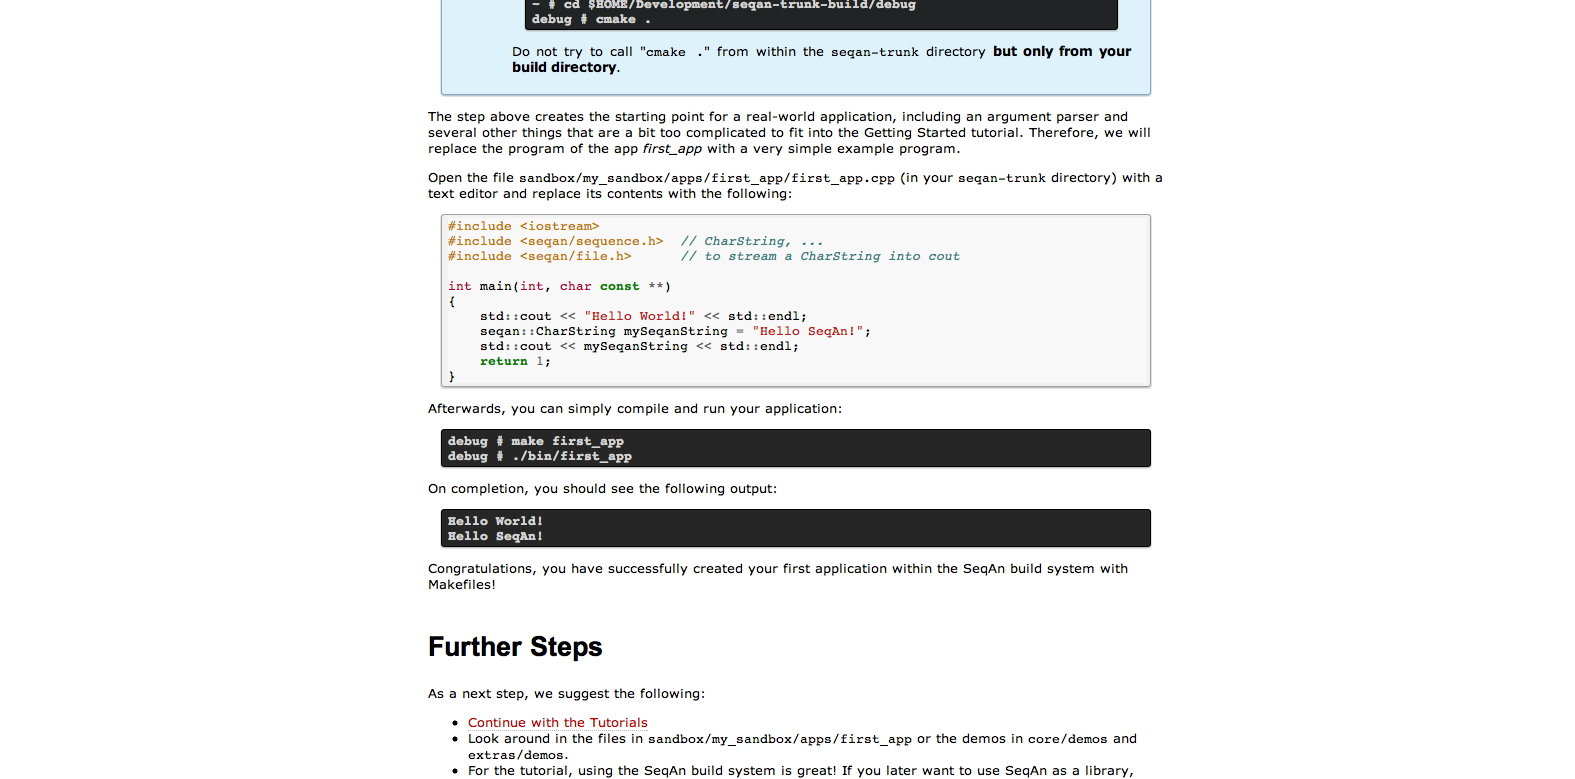 ~ # cd $HOME/Development/seqan-trunk-build/debug
debug # cmake .
Do not try to call "cmake ." from within the seqan-trunk directory but only from your
build directory.
The step above creates the starting point for a real-world application, including an argument parser and
several other things that are a bit too complicated to fit into the Getting Started tutorial. Therefore, we will
replace the program of the app first_app with a very simple example program.
Open the file sandbox/my_sandbox/apps/first_app/first_app.cpp (in your seqan-trunk directory) with a
text editor and replace its contents with the following:
#include <iostream>
#include <seqan/sequence.h>  // CharString, ...
#include <seqan/file.h>      // to stream a CharString into cout
int main(int, char const **)
{
    std::cout << "Hello World!" << std::endl;
    seqan::CharString mySeqanString = "Hello SeqAn!";
    std::cout << mySeqanString << std::endl;
    return 1;
}
Afterwards, you can simply compile and run your application:
debug # make first_app
debug # ./bin/first_app
On completion, you should see the following output:
Hello World!
Hello SeqAn!
Congratulations, you have successfully created your first application within the SeqAn build system with
Makefiles!
Further Steps
As a next step, we suggest the following:
• Continue with the Tutorials
• Look around in the files in sandbox/my_sandbox/apps/first_app or the demos in core/demos and
extras/demos.
• For the tutorial, using the SeqAn build system is great! If you later want to use SeqAn as a library,